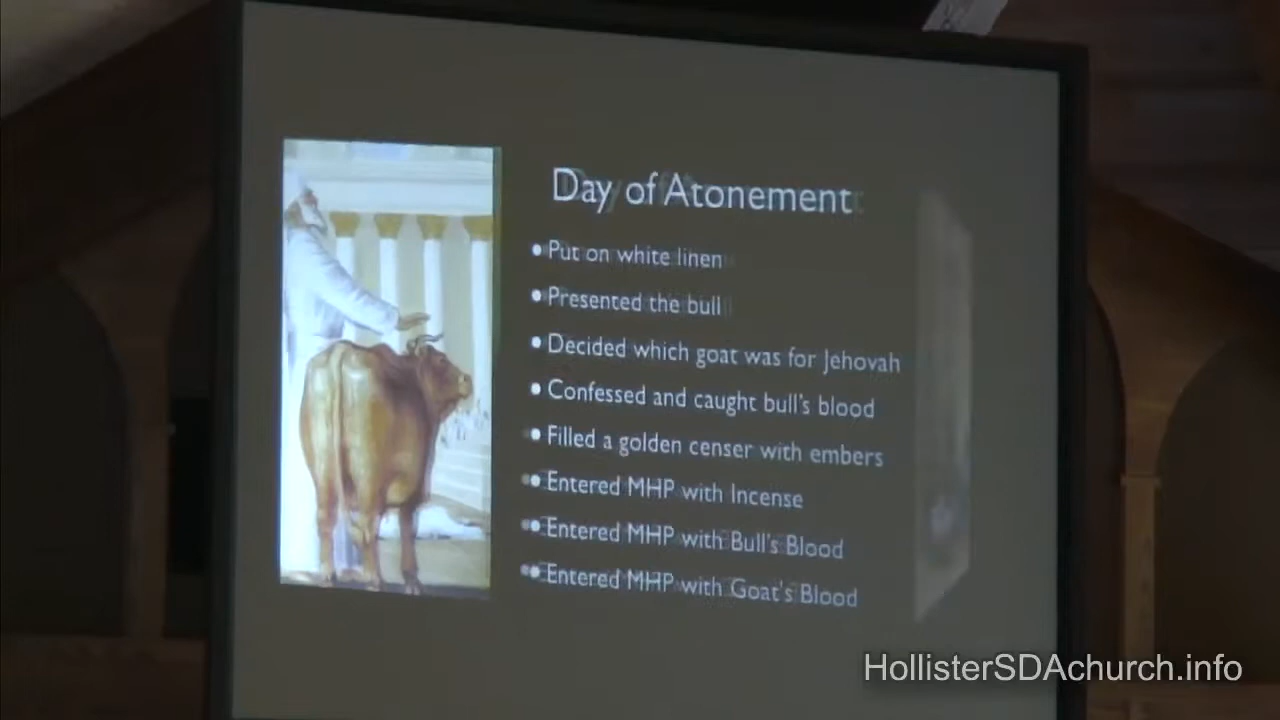 Day of Atonement
• Put on white linen
• Presented the bull
• Decided which goat was for Jehovah
• Confessed and caught bull's blood
• Filled a golden censer with embers
• Entered MHP with Incense
• Entered MHP with Bull's Blood
• Entered MHP with Goat's Blood
HollisterSDAchurch.info